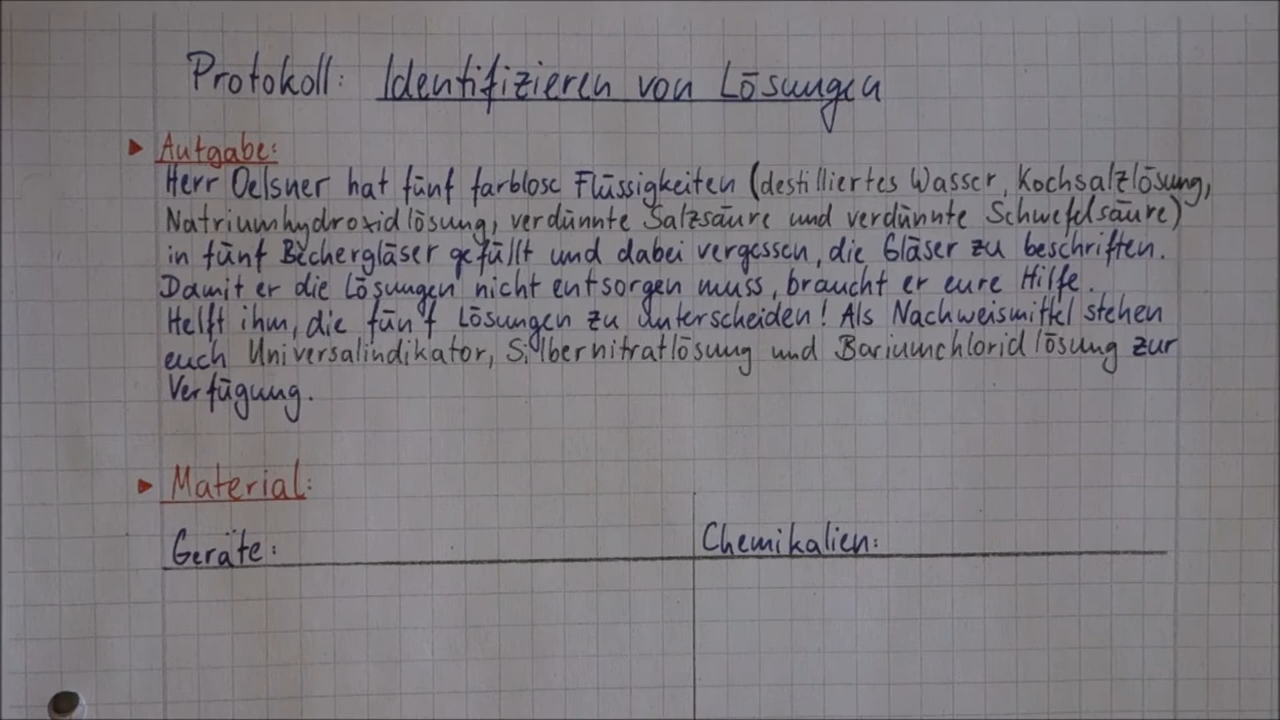 Protokoll: Identifizieren von Lösungen
Aufgabe:
Herr Oelsner hat fünf farblose Flüssigkeiten (destilliertes Wasser, Kochsalzlösung,
Natriumhydroxidlösung, verdünnte Salzsäure und verdünnte Schwefelsäure)
in fünf Bechergläser gefüllt und dabei vergessen, die Gläser zu beschriften.
Damit er die Lösungen nicht entsorgen muss, braucht er eure Hilfe.
Helft ihm, die fünf Lösungen zu unterscheiden! Als Nachweismittel stehen
euch Universalindikator, Silbernitratlösung und Bariumchloridlösung zur
Verfügung.
Material:
Geräte:
Chemikalien: